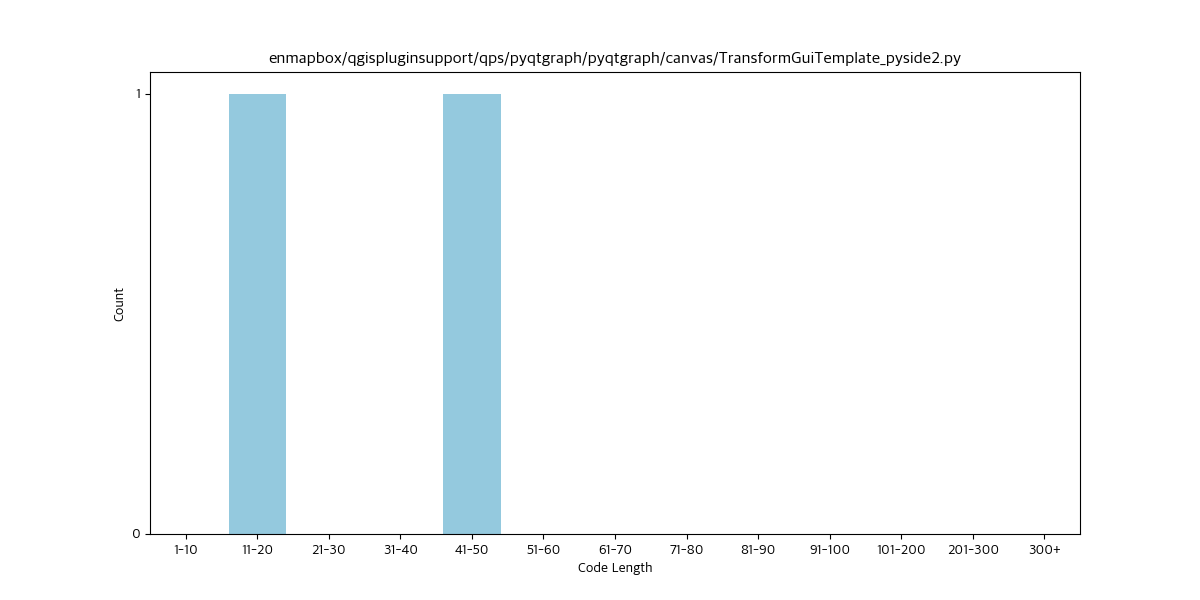 enmapbox/qgispluginsupport/qps/pyqtgraph/pyqtgraph/canvas/TransformGuiTemplate_pyside2.py
1
Count
0
1-10 11-20 21-30 31-40 41-50 51-60 61-70 71-80 81-90 91-100 101-200 201-300 300+
Code Length